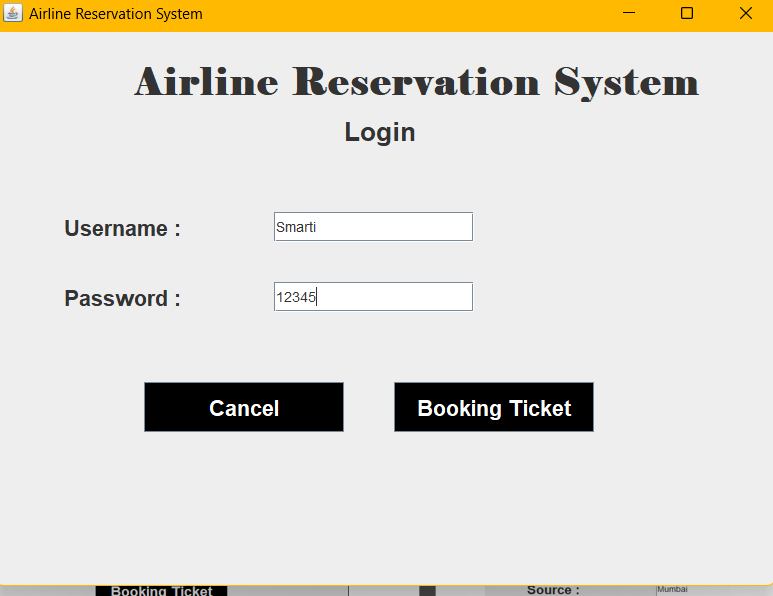 Airline Reservation System
Airline Reservation System
Login
Username :
Smarti
Password :
12345
Cancel
Booking Ticket
Booking Ticket
Source :
Mumbai